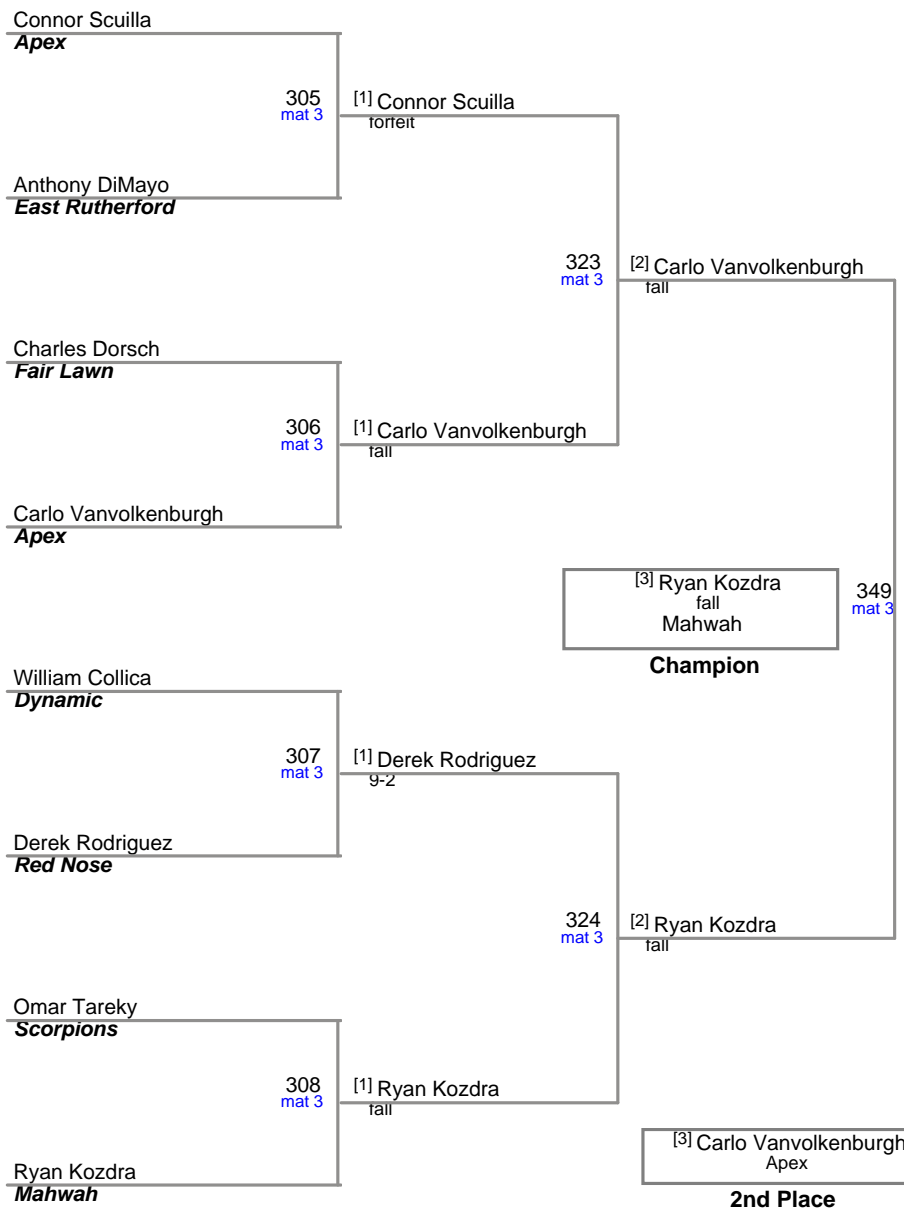 Connor Scuilla
Apex
305
mat 3
[1] Connor Scuilla
forfeit
Anthony DiMayo
East Rutherford
323
mat 3
[2] Carlo Vanvolkenburgh
fall
Charles Dorsch
Fair Lawn
306
mat 3
[1] Carlo Vanvolkenburgh
fall
Carlo Vanvolkenburgh
Apex
[3] Ryan Kozdra
fall
Mahwah
Champion
349
mat 3
William Collica
Dynamic
307
mat 3
[1] Derek Rodriguez
9-2
Derek Rodriguez
Red Nose
324
mat 3
[2] Ryan Kozdra
fall
Omar Tareky
Scorpions
308
mat 3
[1] Ryan Kozdra
fall
Ryan Kozdra
Mahwah
[3] Carlo Vanvolkenburgh
Apex
2nd Place